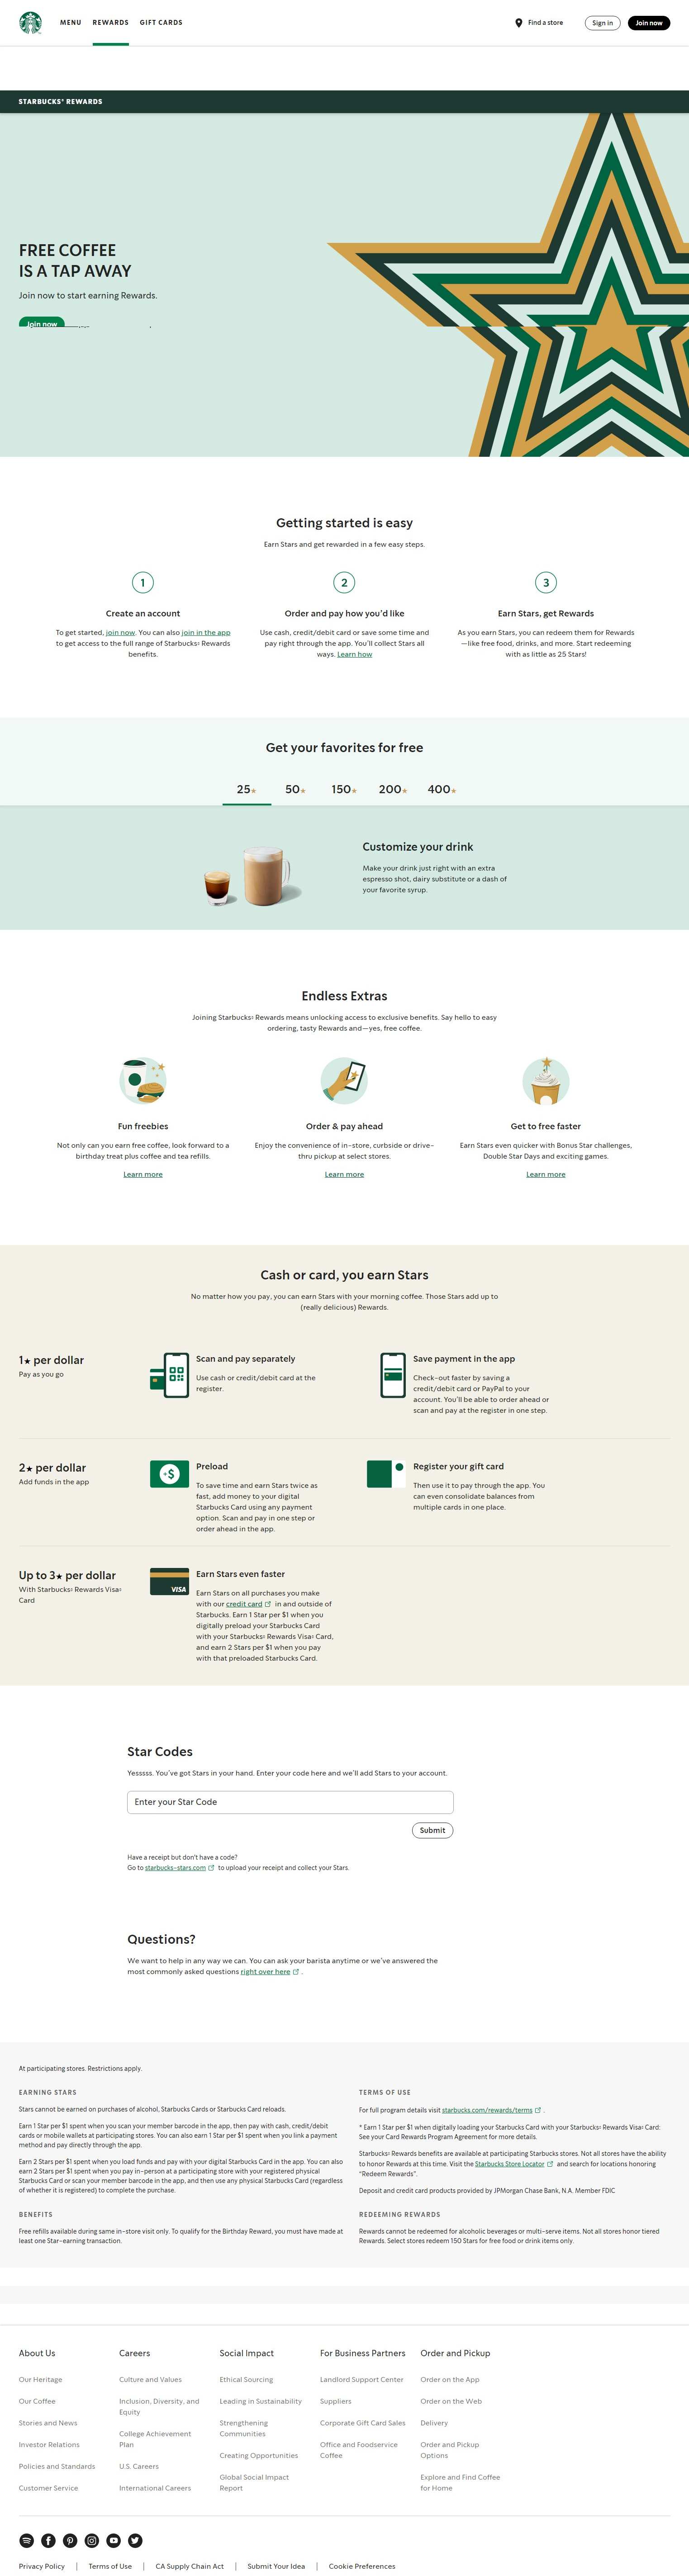 MENU REWARDS GIFT CARDS Find a store Sign in Join now
STARBUCKS® REWARDS
FREE COFFEE
IS A TAP AWAY
Join now to start earning Rewards.
Join now
Getting started is easy
Earn Stars and get rewarded in a few easy steps.
1
Create an account
To get started, join now. You can also join in the app
to get access to the full range of Starbucks® Rewards
benefits.
2
Order and pay how you'd like
Use cash, credit/debit card or save some time and
pay right through the app. You'll collect Stars all
ways. Learn how
3
Earn Stars, get Rewards
As you earn Stars, you can redeem them for Rewards
—like free food, drinks, and more. Start redeeming
with as little as 25 Stars!
Get your favorites for free
25★ 50★ 150★ 200★ 400★
Customize your drink
Make your drink just right with an extra
espresso shot, dairy substitute or a dash of
your favorite syrup.
Endless Extras
Joining Starbucks® Rewards means unlocking access to exclusive benefits. Say hello to easy
ordering, tasty Rewards and—yes, free coffee.
Fun freebies
Not only can you earn free coffee, look forward to a
birthday treat plus coffee and tea refills.
Learn more
Order & pay ahead
Enjoy the convenience of in-store, curbside or drive-
thru pickup at select stores.
Learn more
Get to free faster
Earn Stars even quicker with Bonus Star challenges,
Double Star Days and exciting games.
Learn more
Cash or card, you earn Stars
No matter how you pay, you can earn Stars with your morning coffee. Those Stars add up to
(really delicious) Rewards.
1★ per dollar
Pay as you go
Scan and pay separately
Use cash or credit/debit card at the
register.
Save payment in the app
Check-out faster by saving a
credit/debit card or PayPal to your
account. You'll be able to order ahead or
scan and pay at the register in one step.
2★ per dollar
Add funds in the app
+$
Preload
To save time and earn Stars twice as
fast, add money to your digital
Starbucks Card using any payment
option. Scan and pay in one step or
order ahead in the app.
Register your gift card
Then use it to pay through the app. You
can even consolidate balances from
multiple cards in one place.
Up to 3★ per dollar
With Starbucks® Rewards Visa®
Card
VISA
Earn Stars even faster
Earn Stars on all purchases you make
with our credit card in and outside of
Starbucks. Earn 1 Star per $1 when you
digitally preload your Starbucks Card
with your Starbucks® Rewards Visa® Card,
and earn 2 Stars per $1 when you pay
with that preloaded Starbucks Card.
Star Codes
Yesssss. You've got Stars in your hand. Enter your code here and we'll add Stars to your account.
Enter your Star Code
Submit
Have a receipt but don't have a code?
Go to starbucks-stars.com to upload your receipt and collect your Stars.
Questions?
We want to help in any way we can. You can ask your barista anytime or we've answered the
most commonly asked questions right over here .
At participating stores. Restrictions apply.
EARNING STARS
Stars cannot be earned on purchases of alcohol, Starbucks Cards or Starbucks Card reloads.
Earn 1 Star per $1 spent when you scan your member barcode in the app, then pay with cash, credit/debit
cards or mobile wallets at participating stores. You can also earn 1 Star per $1 spent when you link a payment
method and pay directly through the app.
Earn 2 Stars per $1 spent when you load funds and pay with your digital Starbucks Card in the app. You can also
earn 2 Stars per $1 spent when you pay in-person at a participating store with your registered physical
Starbucks Card or scan your member barcode in the app, and then use any physical Starbucks Card (regardless
of whether it is registered) to complete the purchase.
BENEFITS
Free refills available during same in-store visit only. To qualify for the Birthday Reward, you must have made at
least one Star-earning transaction.
TERMS OF USE
For full program details visit starbucks.com/rewards/terms .
* Earn 1 Star per $1 when digitally loading your Starbucks Card with your Starbucks® Rewards Visa® Card:
See your Card Rewards Program Agreement for more details.
Starbucks® Rewards benefits are available at participating Starbucks stores. Not all stores have the ability
to honor Rewards at this time. Visit the Starbucks Store Locator and search for locations honoring
"Redeem Rewards".
Deposit and credit card products provided by JPMorgan Chase Bank, N.A. Member FDIC
REDEEMING REWARDS
Rewards cannot be redeemed for alcoholic beverages or multi-serve items. Not all stores honor tiered
Rewards. Select stores redeem 150 Stars for free food or drink items only.
About Us
Our Heritage
Our Coffee
Stories and News
Investor Relations
Policies and Standards
Customer Service
Careers
Culture and Values
Inclusion, Diversity, and
Equity
College Achievement
Plan
U.S. Careers
International Careers
Social Impact
Ethical Sourcing
Leading in Sustainability
Strengthening
Communities
Creating Opportunities
Global Social Impact
Report
For Business Partners
Landlord Support Center
Suppliers
Corporate Gift Card Sales
Office and Foodservice
Coffee
Order and Pickup
Order on the App
Order on the Web
Delivery
Order and Pickup
Options
Explore and Find Coffee
for Home
Privacy Policy | Terms of Use | CA Supply Chain Act | Submit Your Idea | Cookie Preferences